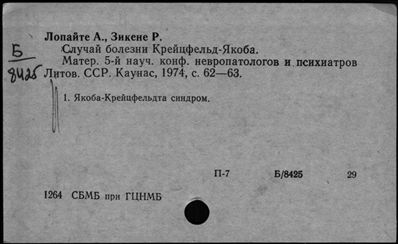 Лопайте А., Зикене Р.
Б
8425
Случай болезни Крейцфельд-Якоба.
Матер. 5-й науч. конф. невропатологов и психиатров
Литов. ССР. Каунас, 1974, с. 62—63.
1. Якоба-Крейцфельдта синдром.
П-7 Б/8425 29
1264 СБМБ при ГЦНМБ